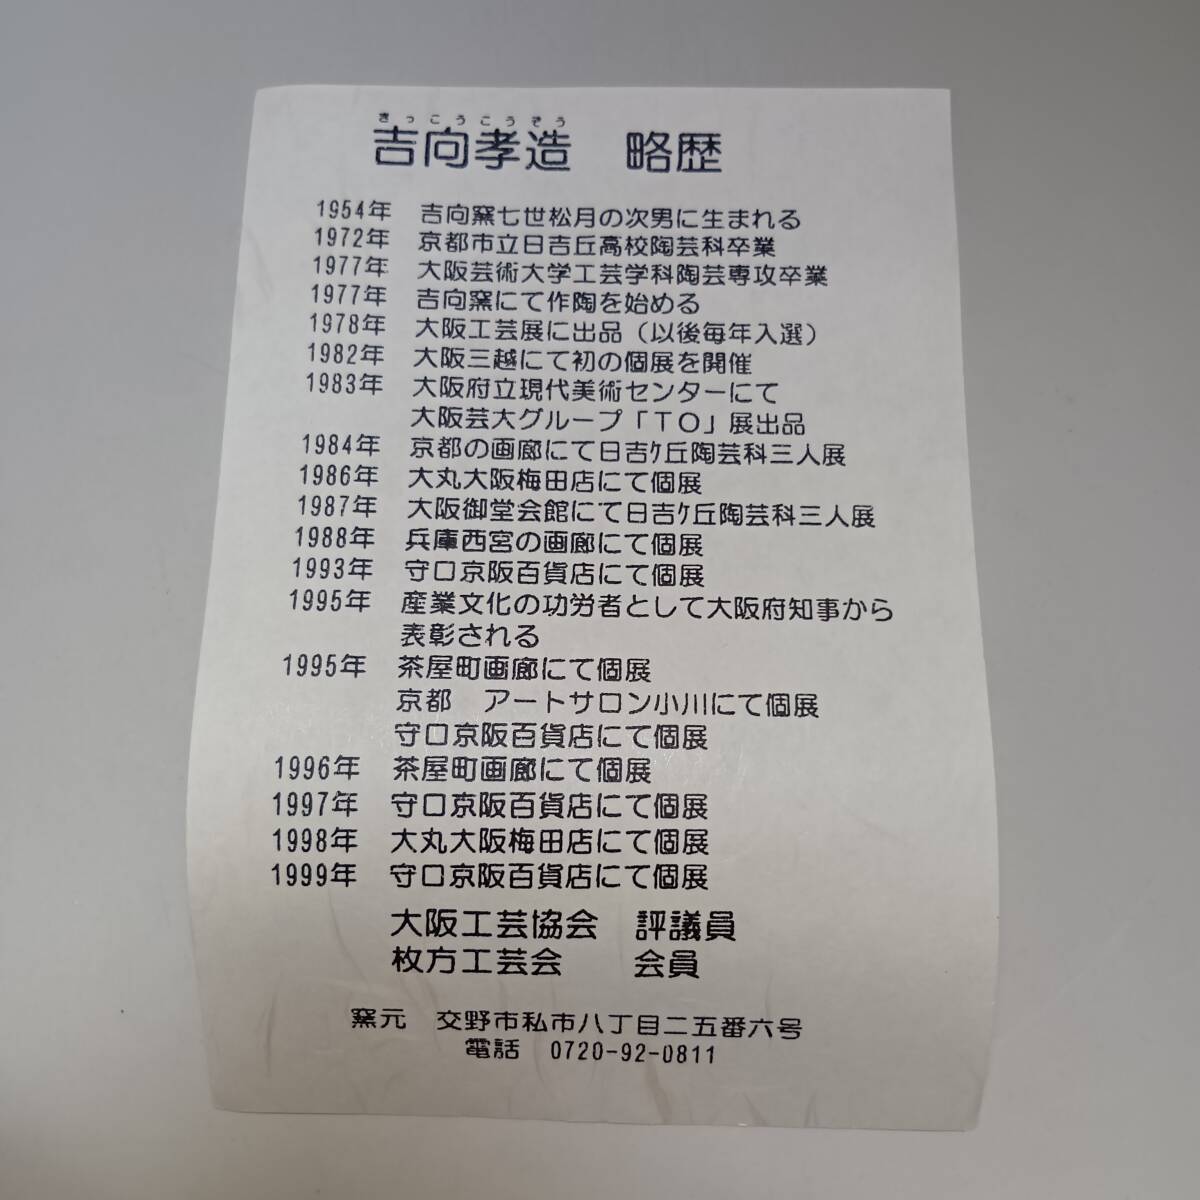 きっこうこうぞう
吉向孝造　略歴
1954年　吉向窯七世松月の次男に生まれる
1972年　京都市立日吉丘高校陶芸科卒業
1977年　大阪芸術大学工芸学科陶芸専攻卒業
1977年　吉向窯にて作陶を始める
1978年　大阪工芸展に出品（以後毎年入選）
1982年　大阪三越にて初の個展を開催
1983年　大阪府立現代美術センターにて
大阪芸大グループ「TO」展出品
1984年　京都の画廊にて日吉ｹ丘陶芸科三人展
1986年　大丸大阪梅田店にて個展
1987年　大阪御堂会館にて日吉ｹ丘陶芸科三人展
1988年　兵庫西宮の画廊にて個展
1993年　守口京阪百貨店にて個展
1995年　産業文化の功労者として大阪府知事から
表彰される
1995年　茶屋町画廊にて個展
京都　アートサロン小川にて個展
守口京阪百貨店にて個展
1996年　茶屋町画廊にて個展
1997年　守口京阪百貨店にて個展
1998年　大丸大阪梅田店にて個展
1999年　守口京阪百貨店にて個展
大阪工芸協会　評議員
枚方工芸会　　会員
窯元　交野市私市八丁目二五番六号
電話　0720-92-0811